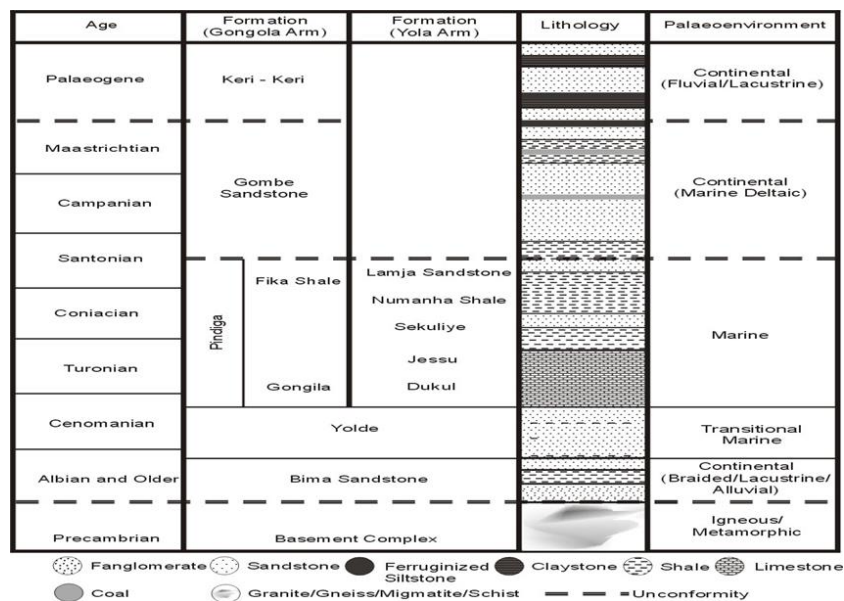 Age
Formation
(Gongola Arm)
Formation
(Yola Arm)
Lithology
Palaeoenvironment
Palaeogene
Keri - Keri
Continental
(Fluvial/Lacustrine)
Maastrichtian
Gombe
Sandstone
Continental
(Marine Deltaic)
Campanian
Santonian
Pindiga
Fika Shale
Lamja Sandstone
Numanha Shale
Coniacian
Sekuliye
Marine
Turonian
Jessu
Gongila
Dukul
Cenomanian
Yolde
Transitional
Marine
Albian and Older
Bima Sandstone
Continental
(Braided/Lacustrine/
Alluvial)
Precambrian
Basement Complex
Igneous/
Metamorphic
Fanglomerate
Sandstone
Ferruginized
Siltstone
Claystone
Shale
Limestone
Coal
Granite/Gneiss/Migmatite/Schist
Unconformity